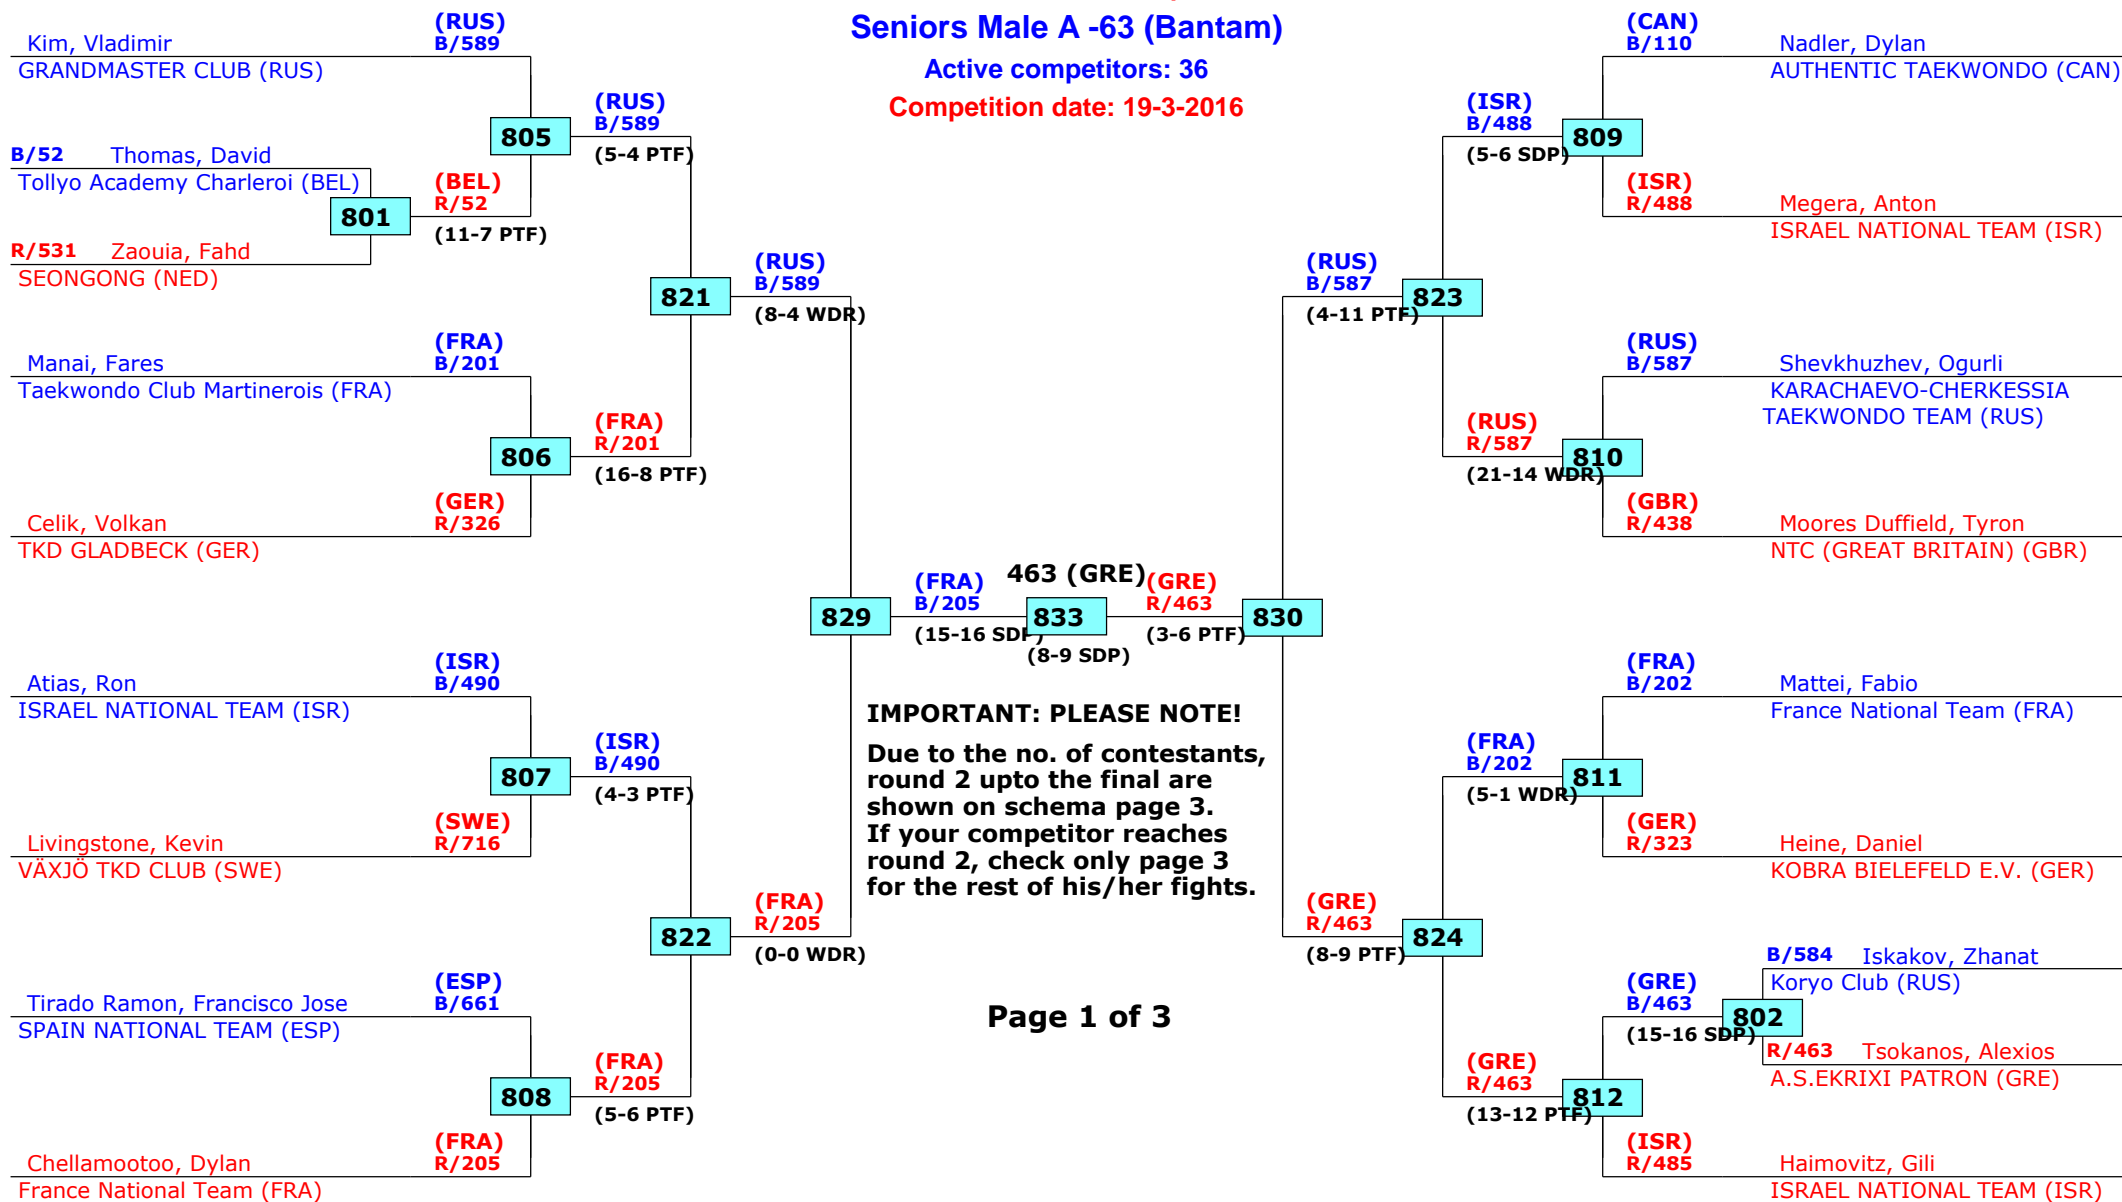 Seniors Male A -63 (Bantam)
Active competitors: 36
Competition date: 19-3-2016
Kim, Vladimir
(RUS)
B/589
GRANDMASTER CLUB (RUS)
805
(RUS)
B/589
(5-4 PTF)
B/52 Thomas, David
Tollyo Academy Charleroi (BEL)
801
(BEL)
R/52
(11-7 PTF)
R/531 Zaouia, Fahd
SEONGONG (NED)
821
(RUS)
B/589
(8-4 WDR)
Manai, Fares
(FRA)
B/201
Taekwondo Club Martinerois (FRA)
806
(FRA)
R/201
(16-8 PTF)
Celik, Volkan
(GER)
R/326
TKD GLADBECK (GER)
829
(FRA)
B/205
(15-16 SDP)
463 (GRE)
833
(8-9 SDP)
(GRE)
R/463
(3-6 PTF)
830
Atias, Ron
(ISR)
B/490
ISRAEL NATIONAL TEAM (ISR)
807
(ISR)
B/490
(4-3 PTF)
Livingstone, Kevin
(SWE)
R/716
VÄXJÖ TKD CLUB (SWE)
822
(FRA)
R/205
(0-0 WDR)
Tirado Ramon, Francisco Jose
(ESP)
B/661
SPAIN NATIONAL TEAM (ESP)
808
(FRA)
R/205
(5-6 PTF)
Chellamootoo, Dylan
(FRA)
R/205
France National Team (FRA)
IMPORTANT: PLEASE NOTE!
Due to the no. of contestants,
round 2 upto the final are
shown on schema page 3.
If your competitor reaches
round 2, check only page 3
for the rest of his/her fights.
Page 1 of 3
(CAN)
B/110
Nadler, Dylan
AUTHENTIC TAEKWONDO (CAN)
(ISR)
B/488
(5-6 SDP)
809
(ISR)
R/488
Megera, Anton
ISRAEL NATIONAL TEAM (ISR)
(RUS)
B/587
(4-11 PTF)
823
(RUS)
B/587
Shevkhuzhev, Ogurli
KARACHAEVO-CHERKESSIA
TAEKWONDO TEAM (RUS)
(RUS)
R/587
(21-14 WDR)
810
(GBR)
R/438
Moores Duffield, Tyron
NTC (GREAT BRITAIN) (GBR)
(FRA)
B/202
Mattei, Fabio
France National Team (FRA)
(FRA)
B/202
(5-1 WDR)
811
(GER)
R/323
Heine, Daniel
KOBRA BIELEFELD E.V. (GER)
(GRE)
R/463
(8-9 PTF)
824
B/584 Iskakov, Zhanat
Koryo Club (RUS)
(GRE)
B/463
(15-16 SDP)
802
R/463 Tsokanos, Alexios
A.S.EKRIXI PATRON (GRE)
(GRE)
R/463
(13-12 PTF)
812
(ISR)
R/485
Haimovitz, Gili
ISRAEL NATIONAL TEAM (ISR)